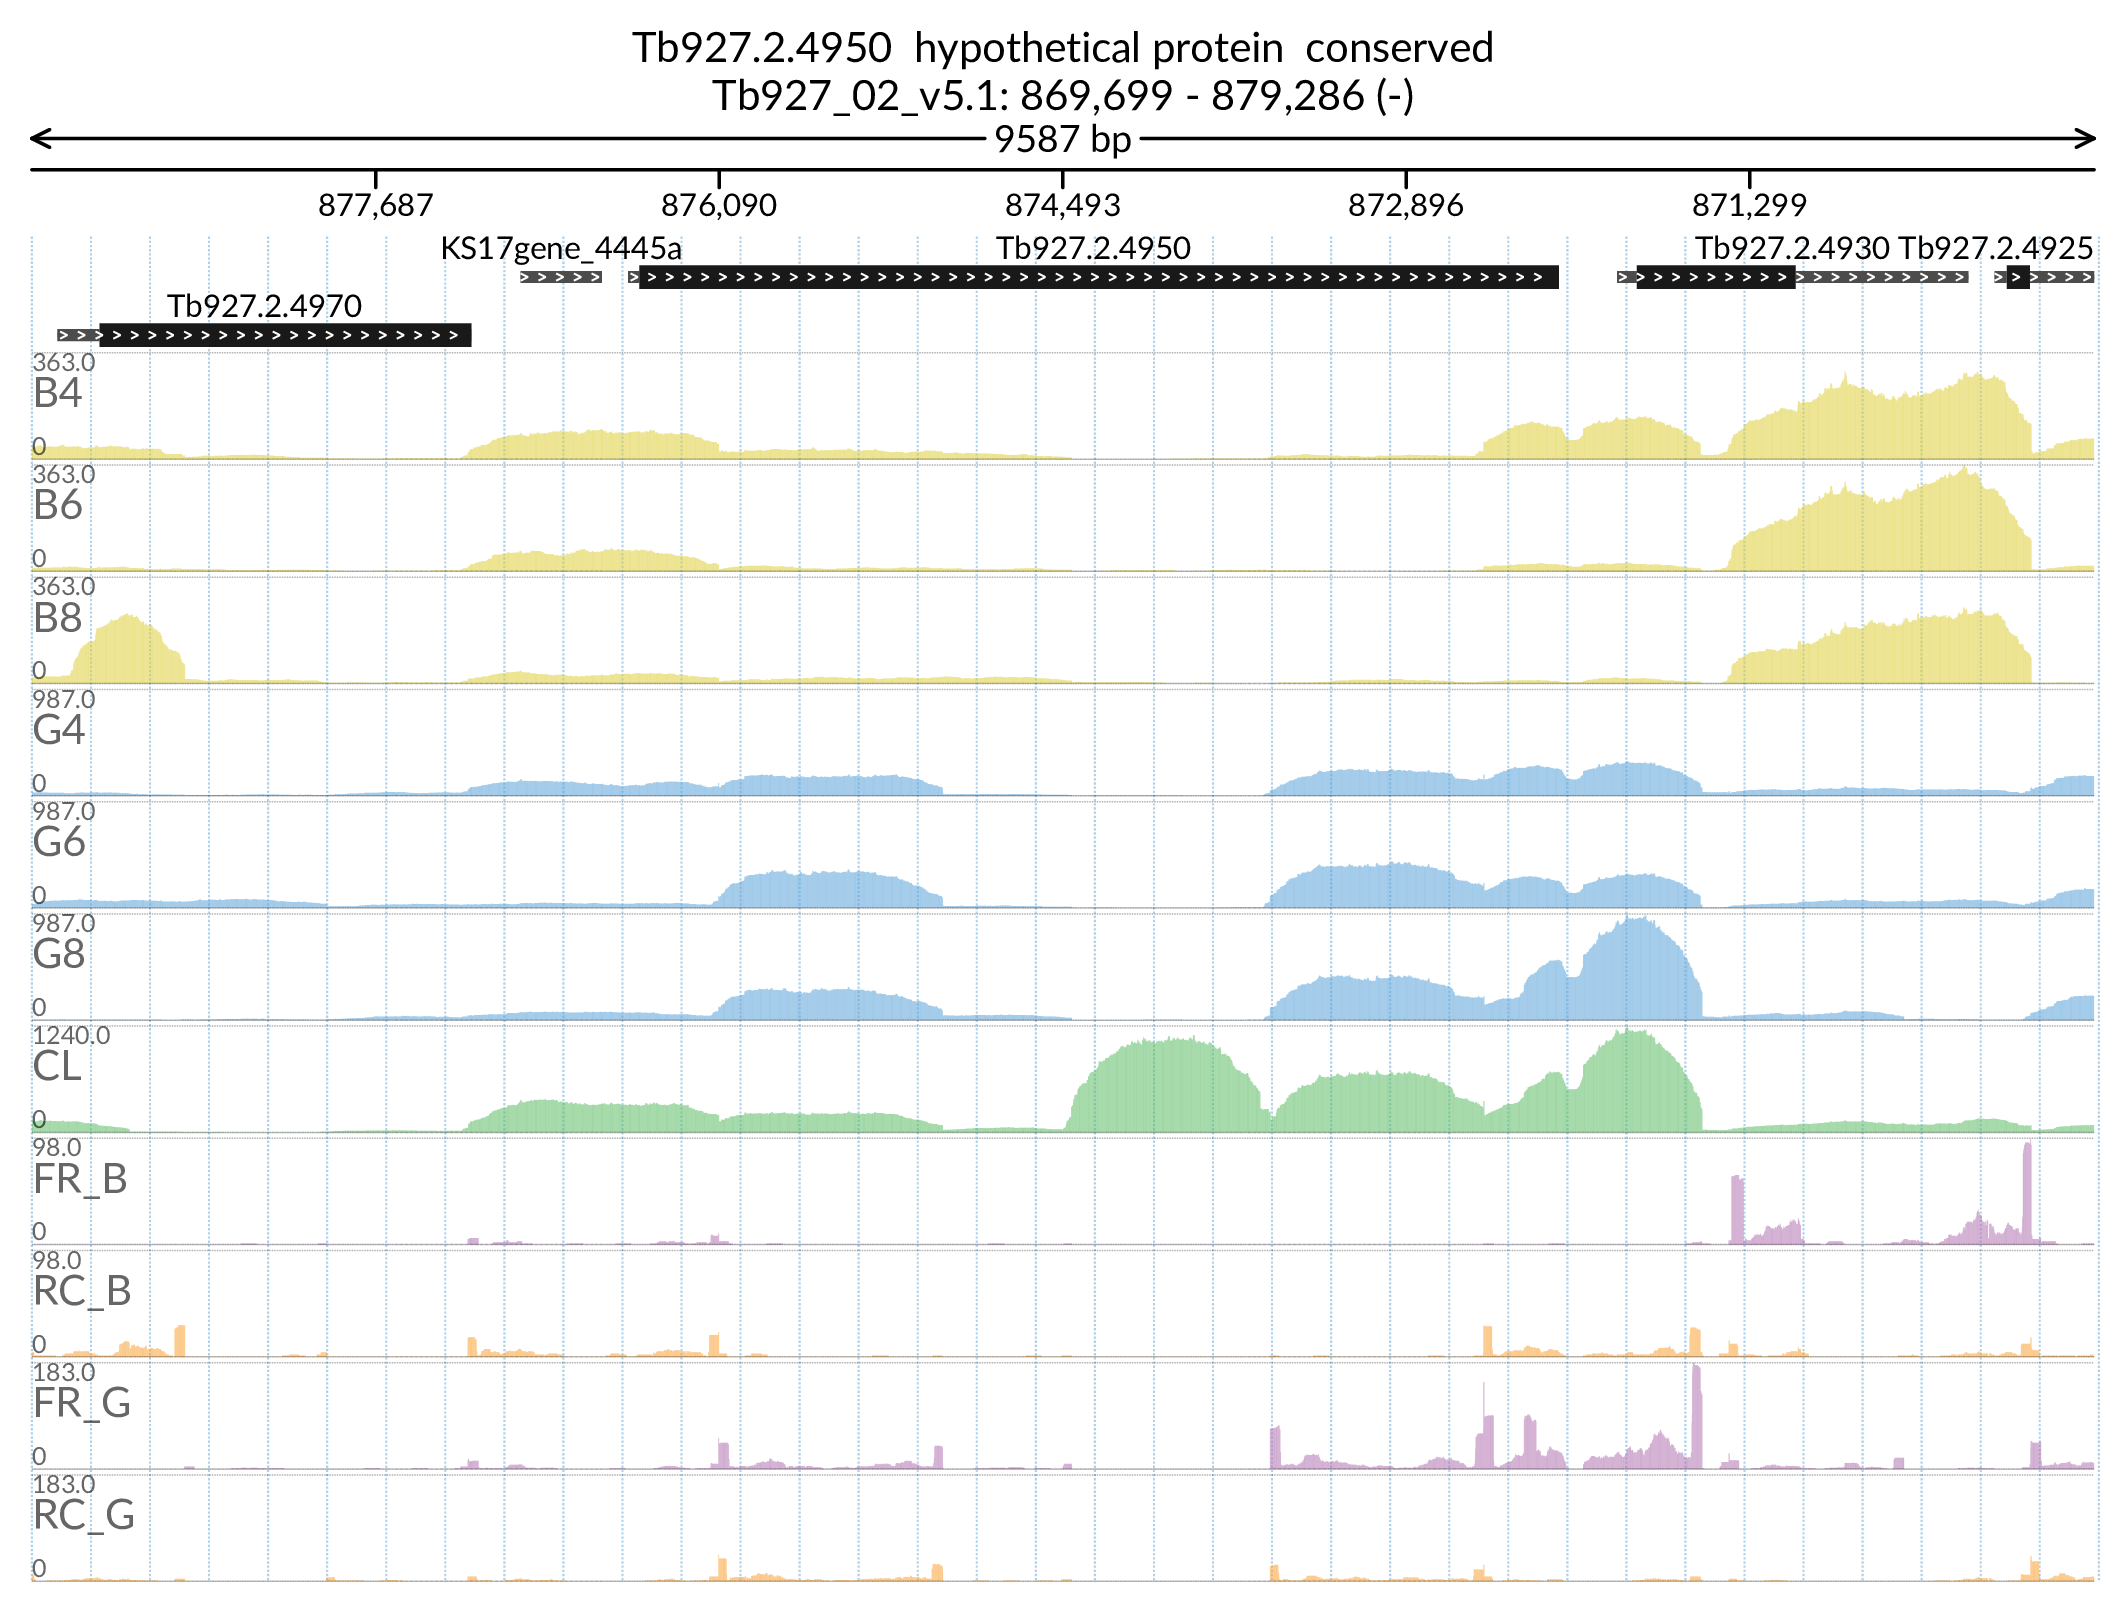 Tb927.2.4950 hypothetical protein conserved
Tb927_02_v5.1: 869,699 - 879,286 (-)
9587 bp
877,687 876,090 874,493 872,896 871,299
KS17gene_4445a Tb927.2.4950 Tb927.2.4930 Tb927.2.4925
Tb927.2.4970
363.0
B4
0
363.0
B6
0
363.0
B8
0
987.0
G4
0
987.0
G6
0
987.0
G8
0
1240.0
CL
0
98.0
FR_B
0
98.0
RC_B
0
183.0
FR_G
0
183.0
RC_G
0